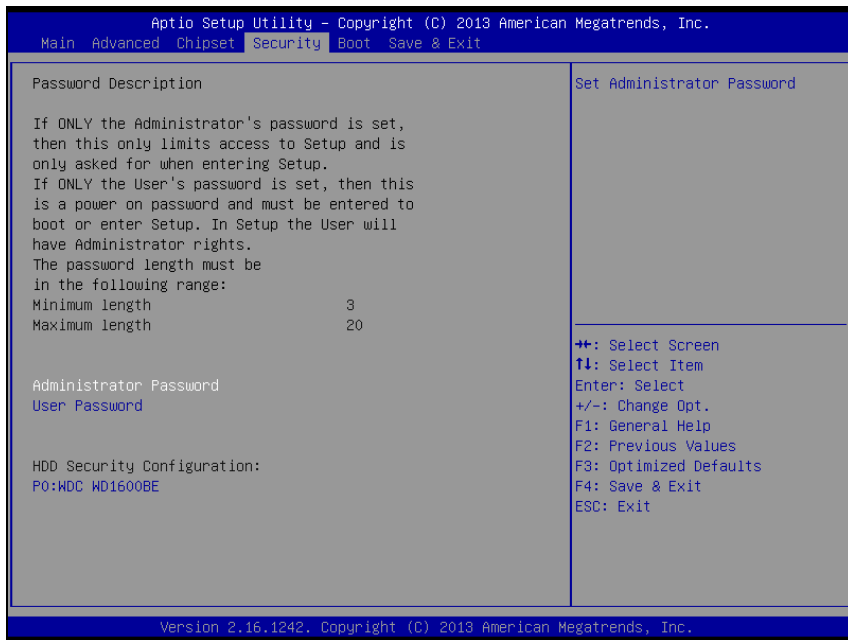 Aptio Setup Utility – Copyright (C) 2013 American Megatrends, Inc.
Main Advanced Chipset Security Boot Save & Exit
Password Description
If ONLY the Administrator's password is set,
then this only limits access to Setup and is
only asked for when entering Setup.
If ONLY the User's password is set, then this
is a power on password and must be entered to
boot or enter Setup. In Setup the User will
have Administrator rights.
The password length must be
in the following range:
Minimum length 3
Maximum length 20
Administrator Password
User Password
HDD Security Configuration:
P0:WDC WD1600BE
Set Administrator Password
→←: Select Screen
↑↓: Select Item
Enter: Select
+/-: Change Opt.
F1: General Help
F2: Previous Values
F3: Optimized Defaults
F4: Save & Exit
ESC: Exit
Version 2.16.1242. Copyright (C) 2013 American Megatrends, Inc.